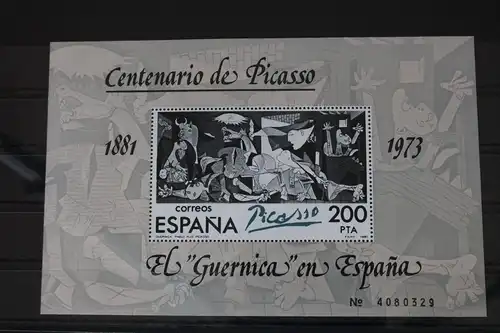 Centenario de Picasso
1881
1973
correos
ESPAÑA
Picasso
200
PTA
El "Guernica" en España
Nº 4080329